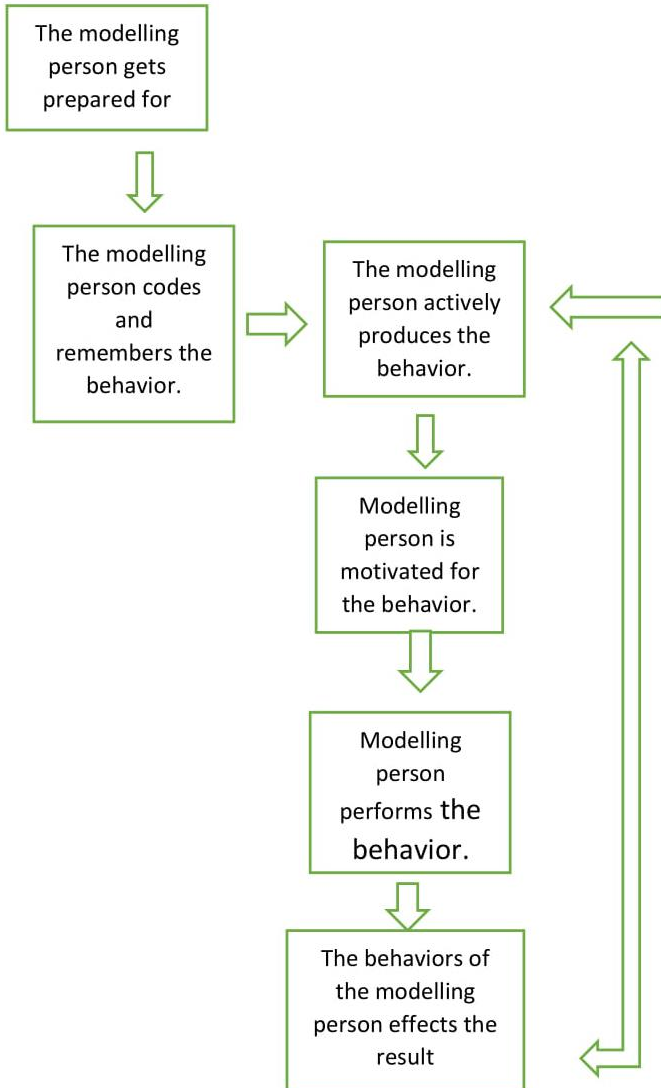 The modelling
person gets
prepared for
The modelling
person codes
and
remembers the
behavior.
The modelling
person actively
produces the
behavior.
Modelling
person is
motivated for
the behavior.
Modelling
person
performs the
behavior.
The behaviors of
the modelling
person effects the
result